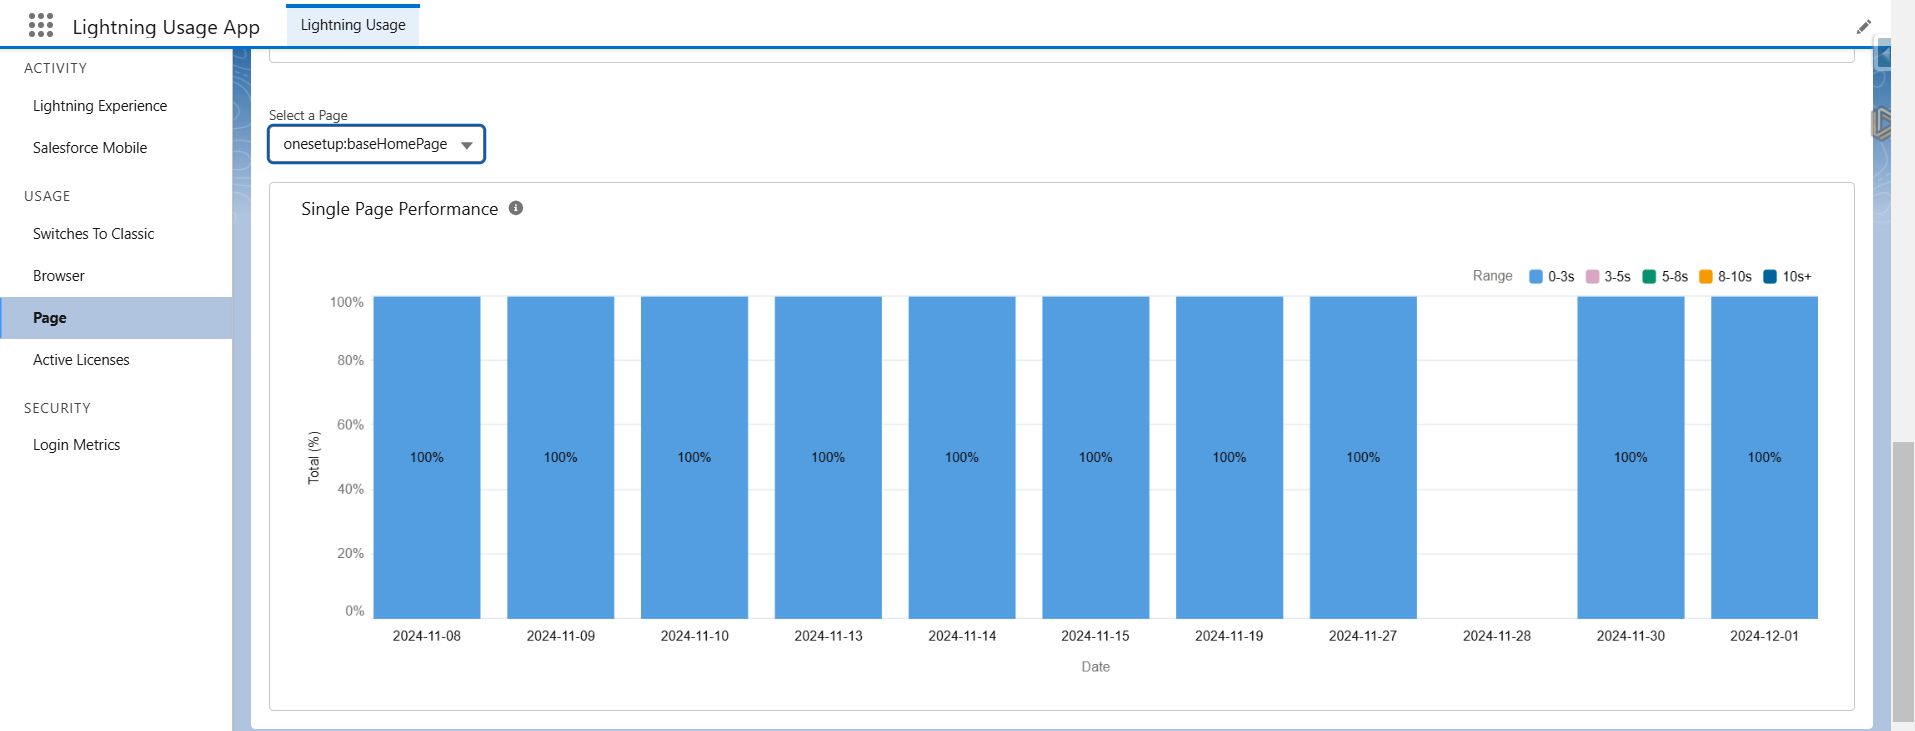 Lightning Usage App
Lightning Usage
ACTIVITY
Lightning Experience
Salesforce Mobile
USAGE
Switches To Classic
Browser
Page
Active Licenses
SECURITY
Login Metrics
Select a Page
onesetup:baseHomePage
Single Page Performance
Range 0-3s 3-5s 5-8s 8-10s 10s+
Total (%)
100%
80%
60%
40%
20%
0%
100% 100% 100% 100% 100% 100% 100% 100% 100% 100%
2024-11-08 2024-11-09 2024-11-10 2024-11-13 2024-11-14 2024-11-15 2024-11-19 2024-11-27 2024-11-28 2024-11-30 2024-12-01
Date